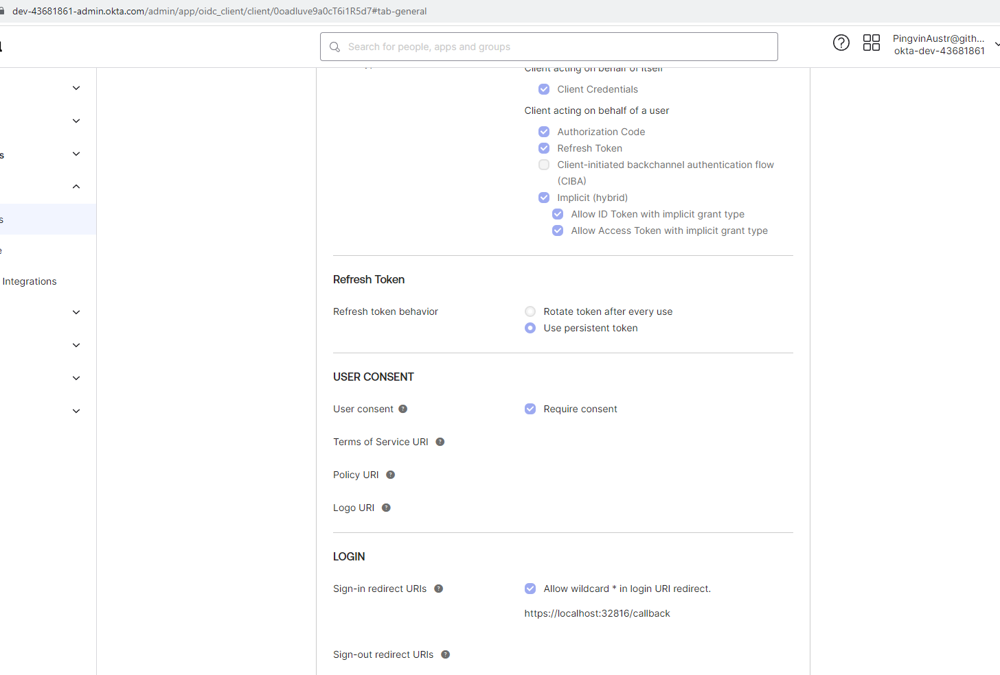 dev-43681861-admin.okta.com/admin/app/oidc_client/client/0oadluve9a0cT6i1R5d7#tab-general
Search for people, apps and groups
PingvinAustr@gith...
okta-dev-43681861
Client acting on behalf of itself
Client Credentials
Client acting on behalf of a user
Authorization Code
Refresh Token
Client-initiated backchannel authentication flow
(CIBA)
Implicit (hybrid)
Allow ID Token with implicit grant type
Allow Access Token with implicit grant type
s
s
e
Integrations
Refresh Token
Refresh token behavior
Rotate token after every use
Use persistent token
USER CONSENT
User consent
Require consent
Terms of Service URI
Policy URI
Logo URI
LOGIN
Sign-in redirect URIs
Allow wildcard * in login URI redirect.
https://localhost:32816/callback
Sign-out redirect URIs